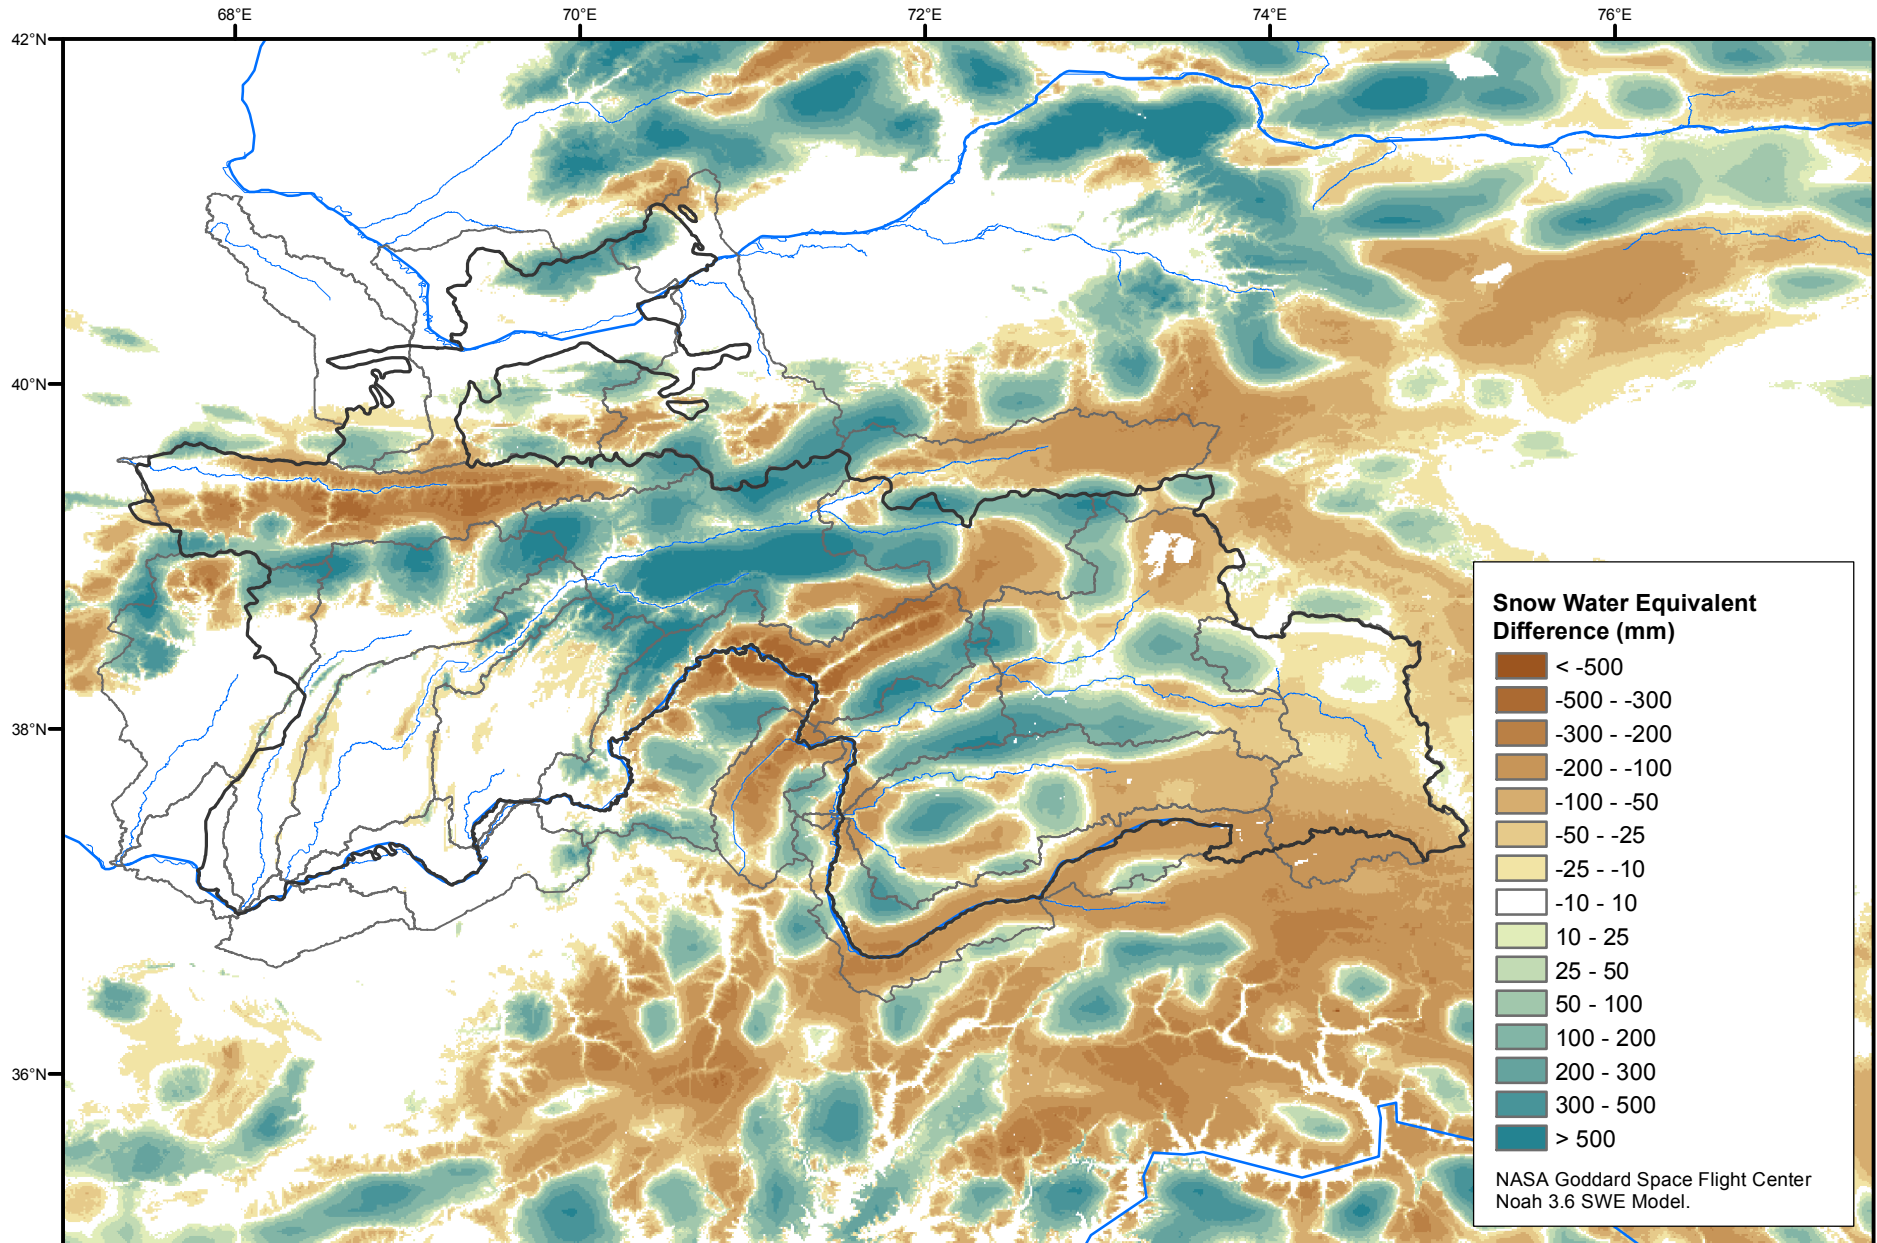 68°E
70°E
72°E
74°E
76°E
42°N
40°N
38°N
36°N
Snow Water Equivalent
Difference (mm)
< -500
-500 - -300
-300 - -200
-200 - -100
-100 - -50
-50 - -25
-25 - -10
-10 - 10
10 - 25
25 - 50
50 - 100
100 - 200
200 - 300
300 - 500
> 500
NASA Goddard Space Flight Center
Noah 3.6 SWE Model.